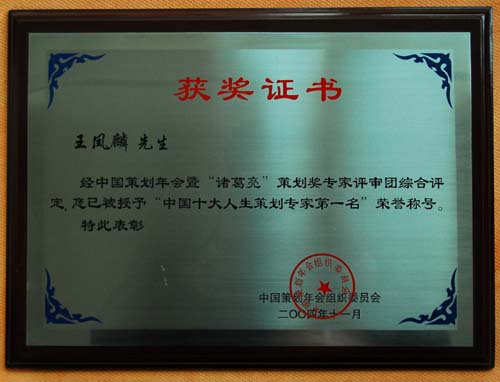 获奖证书
王凤麟 先生
经中国策划年会暨“诸葛亮”策划奖专家评审团综合评
定，您已被授予“中国十大人生策划专家第一名”荣誉称号。
特此表彰
中国策划年会组织委员会
二〇〇四年十一月